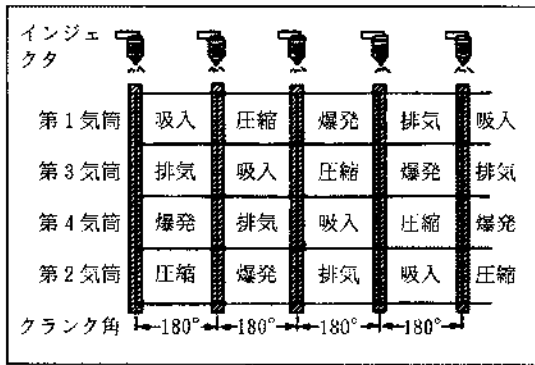 インジェ
クタ
第1気筒 吸入 圧縮 爆発 排気 吸入
第3気筒 排気 吸入 圧縮 爆発 排気
第4気筒 爆発 排気 吸入 圧縮 爆発
第2気筒 圧縮 爆発 排気 吸入 圧縮
クランク角 180° 180° 180° 180°